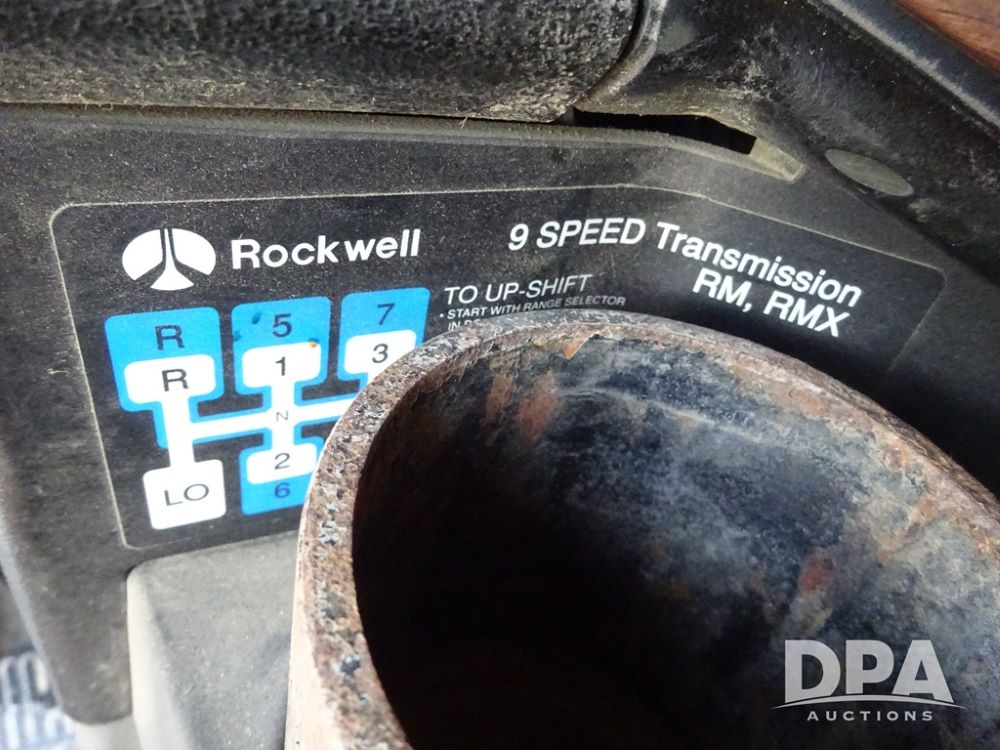 Rockwell
9 SPEED Transmission
RM, RMX
TO UP-SHIFT
• START WITH RANGE SELECTOR
IN
R 5 7
R 1 3
N
LO 2
6
DPA
AUCTIONS